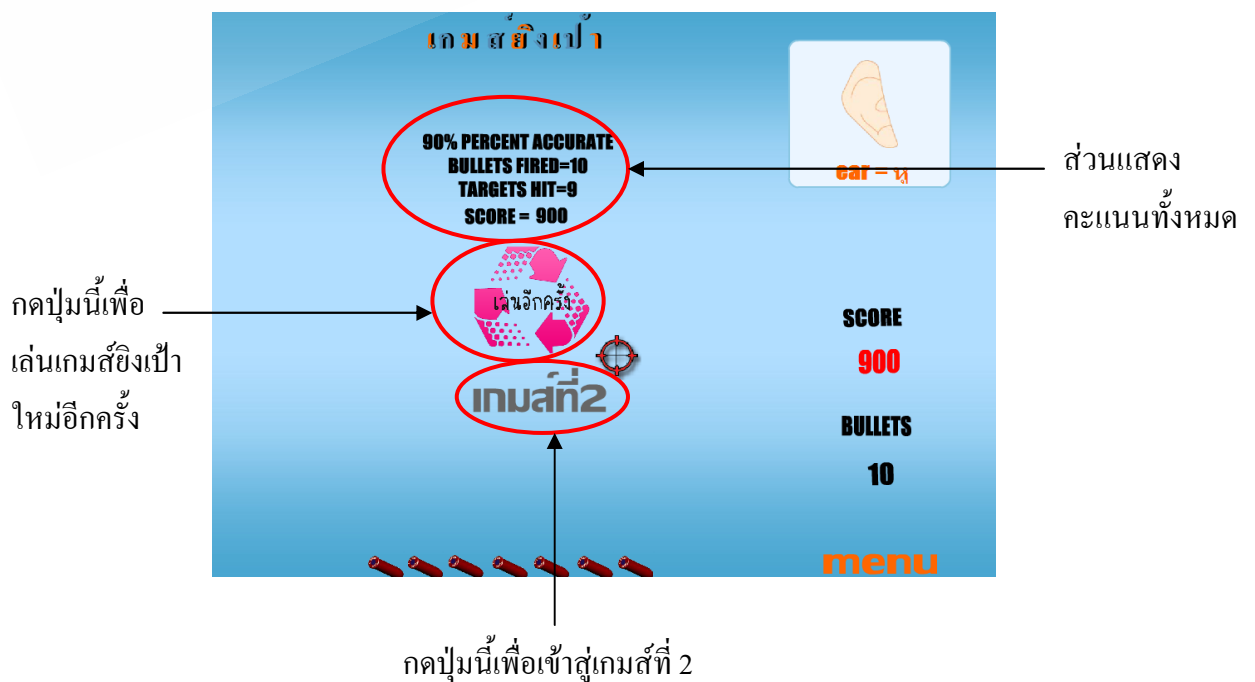 เกมส์ยิงเป้า
90% PERCENT ACCURATE
BULLETS FIRED=10
TARGETS HIT=9
SCORE = 900
ear – หู
ส่วนแสดง
คะแนนทั้งหมด
กดปุ่มนี้เพื่อ
เล่นเกมส์ยิงเป้า
ใหม่อีกครั้ง
เล่นอีกครั้ง
เกมส์ที่2
SCORE
900
BULLETS
10
menu
กดปุ่มนี้เพื่อเข้าสู่เกมส์ที่ 2